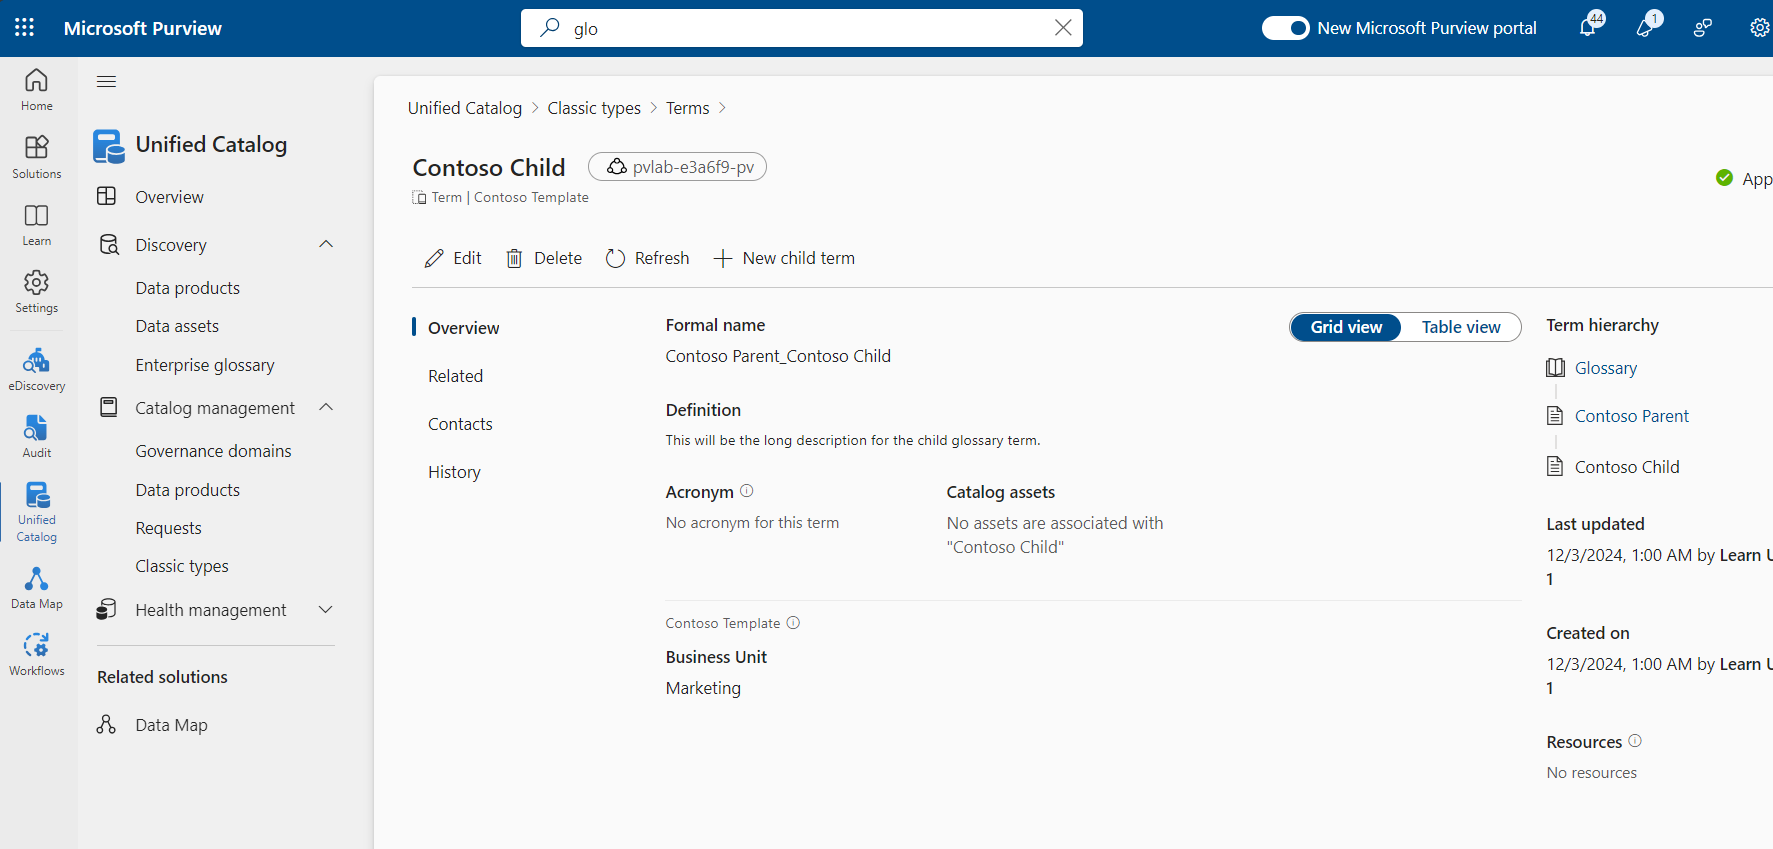 Microsoft Purview
glo
New Microsoft Purview portal
44
1
Home
Solutions
Learn
Settings
eDiscovery
Audit
Unified
Catalog
Data Map
Workflows
Unified Catalog
Overview
Discovery
Data products
Data assets
Enterprise glossary
Catalog management
Governance domains
Data products
Requests
Classic types
Health management
Related solutions
Data Map
Unified Catalog > Classic types > Terms >
Contoso Child
pvlab-e3a6f9-pv
Term | Contoso Template
App
Edit
Delete
Refresh
New child term
Overview
Related
Contacts
History
Formal name
Contoso Parent_Contoso Child
Grid view
Table view
Definition
This will be the long description for the child glossary term.
Acronym
No acronym for this term
Catalog assets
No assets are associated with
"Contoso Child"
Contoso Template
Business Unit
Marketing
Term hierarchy
Glossary
Contoso Parent
Contoso Child
Last updated
12/3/2024, 1:00 AM by Learn U
1
Created on
12/3/2024, 1:00 AM by Learn U
1
Resources
No resources